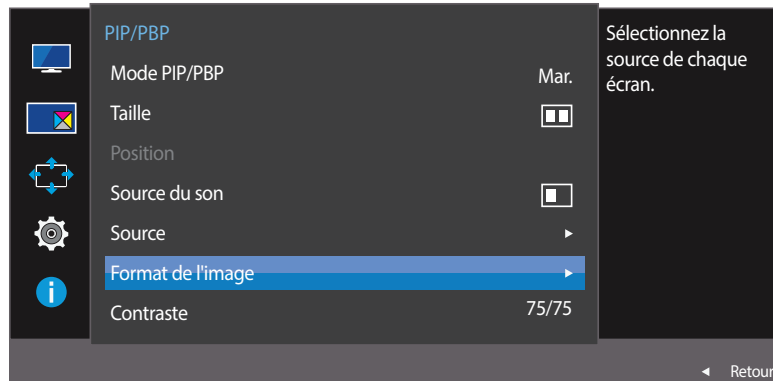 PIP/PBP
Mode PIP/PBP
Mar.
Taille
Position
Source du son
Source
Format de l'image
Contraste
75/75
Sélectionnez la
source de chaque
écran.
Retour